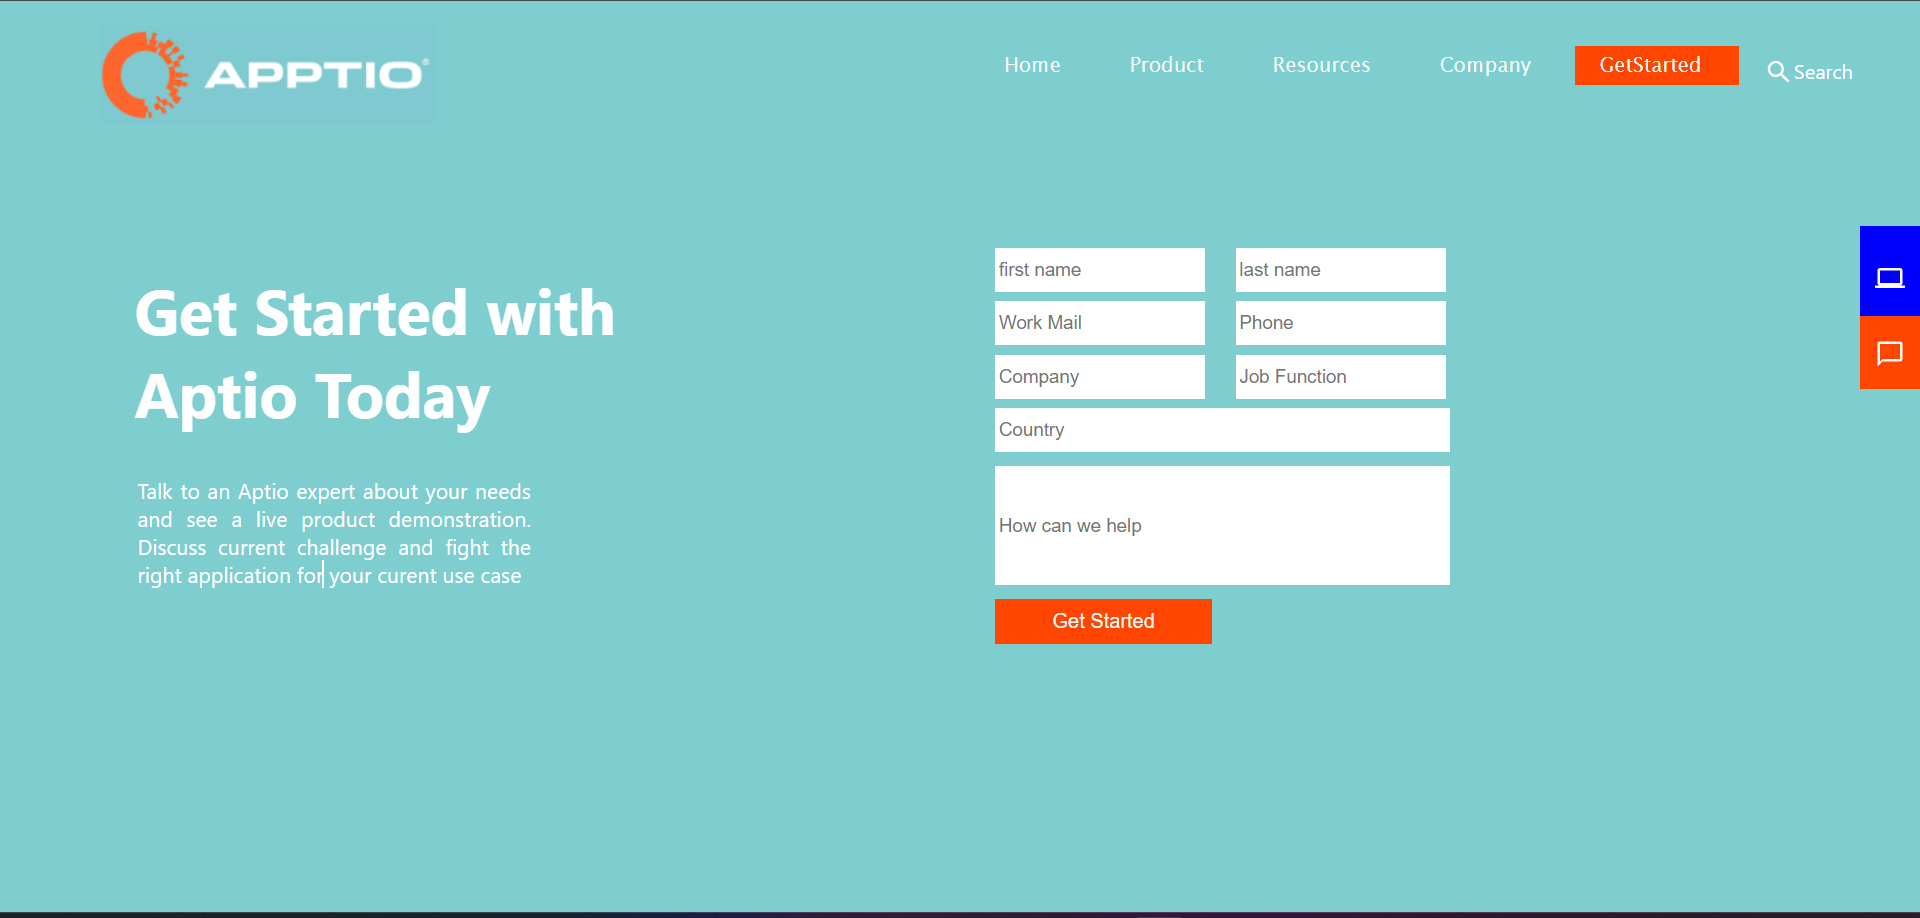 APPTIO®
Home Product Resources Company GetStarted Search
Get Started with
Aptio Today
Talk to an Aptio expert about your needs
and see a live product demonstration.
Discuss current challenge and fight the
right application for your curent use case
first name last name
Work Mail Phone
Company Job Function
Country
How can we help
Get Started